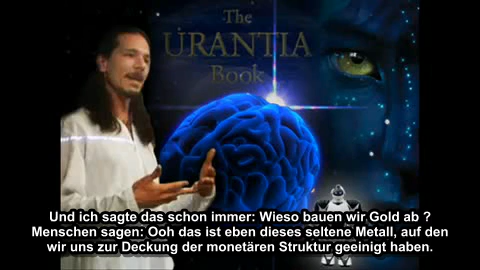 The
URANTIA
Book
Und ich sagte das schon immer: Wieso bauen wir Gold ab ?
Menschen sagen: Ooh das ist eben dieses seltene Metall, auf den
wir uns zur Deckung der monetären Struktur geeinigt haben.